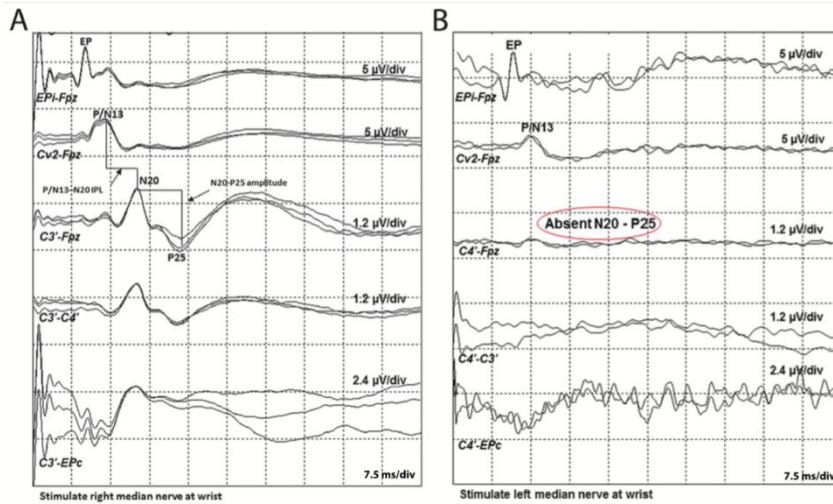 A
EP
5 µV/div
EPi-Fpz
P/N13
5 µV/div
Cv2-Fpz
N20
N20-P25 amplitude
P/N13-N20 IPL
1.2 µV/div
C3'-Fpz
P25
1.2 µV/div
C3'-C4'
2.4 µV/div
C3'-EPc
7.5 ms/div
Stimulate right median nerve at wrist
B
EP
5 µV/div
EPi-Fpz
P/N13
5 µV/div
Cv2-Fpz
Absent N20 - P25
1.2 µV/div
C4'-Fpz
1.2 µV/div
C4'-C3'
2.4 µV/div
C4'-EPc
7.5 ms/div
Stimulate left median nerve at wrist